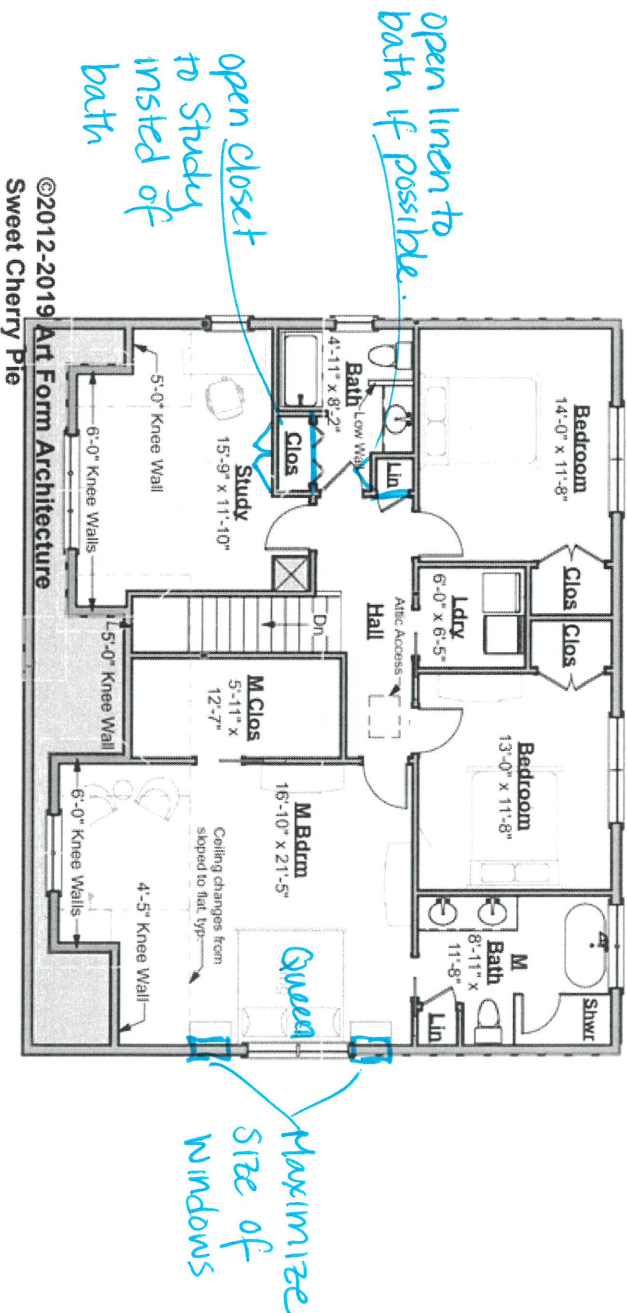 open linen to
bath if possible.
open closet
to Study
insted of
bath
Maximize
Size of
Windows
Queen
Bedroom
14'-0" x 11'-8"
Clos
Clos
Bedroom
13'-0" x 11'-8"
M
Bath
8'-11" x
11'-8"
Shwr
Lin
Bath
4'-11" x 8'-2"
Low Wall
Lin
Clos
Ldry
6'-0" x 6'-5"
Attic Access
Hall
Dn
Study
15'-9" x 11'-10"
M Clos
5'-11" x
12'-7"
M Bdrm
16'-10" x 21'-5"
Ceiling changes from
sloped to flat, typ.
5'-0" Knee Wall
6'-0" Knee Walls
5'-0" Knee Wall
6'-0" Knee Walls
4'-5" Knee Wall
©2012-2019 Art Form Architecture
Sweet Cherry Pie